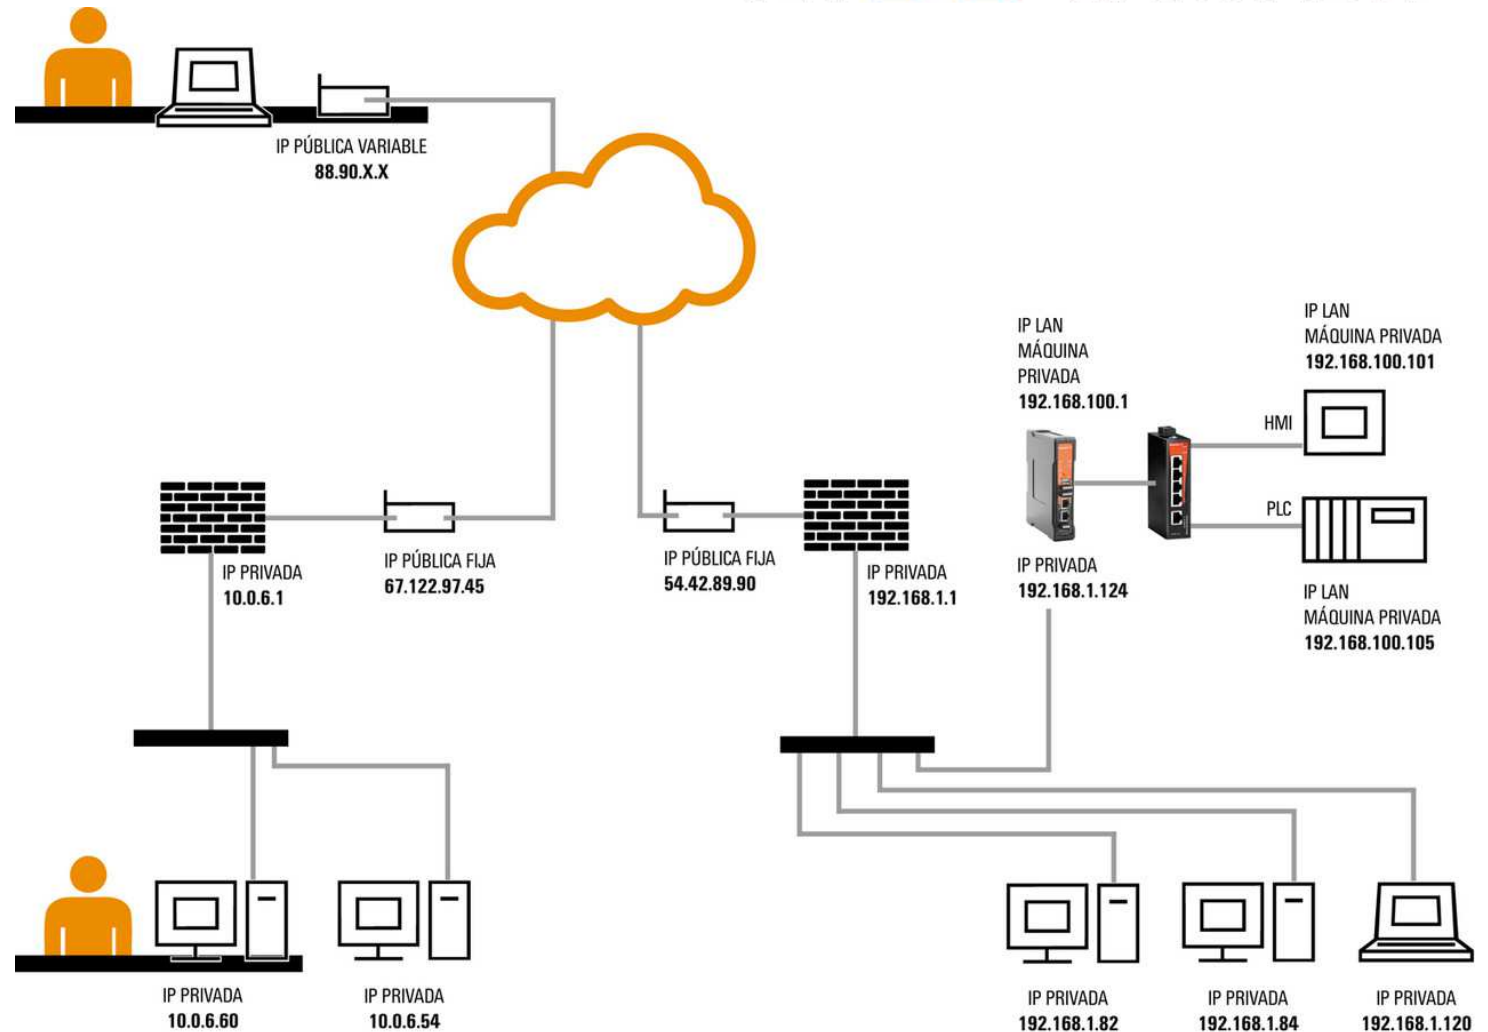 IP PÚBLICA VARIABLE
88.90.X.X
IP LAN
MÁQUINA
PRIVADA
192.168.100.1
IP LAN
MÁQUINA PRIVADA
192.168.100.101
HMI
PLC
IP PRIVADA
10.0.6.1
IP PÚBLICA FIJA
67.122.97.45
IP PÚBLICA FIJA
54.42.89.90
IP PRIVADA
192.168.1.1
IP PRIVADA
192.168.1.124
IP LAN
MÁQUINA PRIVADA
192.168.100.105
IP PRIVADA
10.0.6.60
IP PRIVADA
10.0.6.54
IP PRIVADA
192.168.1.82
IP PRIVADA
192.168.1.84
IP PRIVADA
192.168.1.120